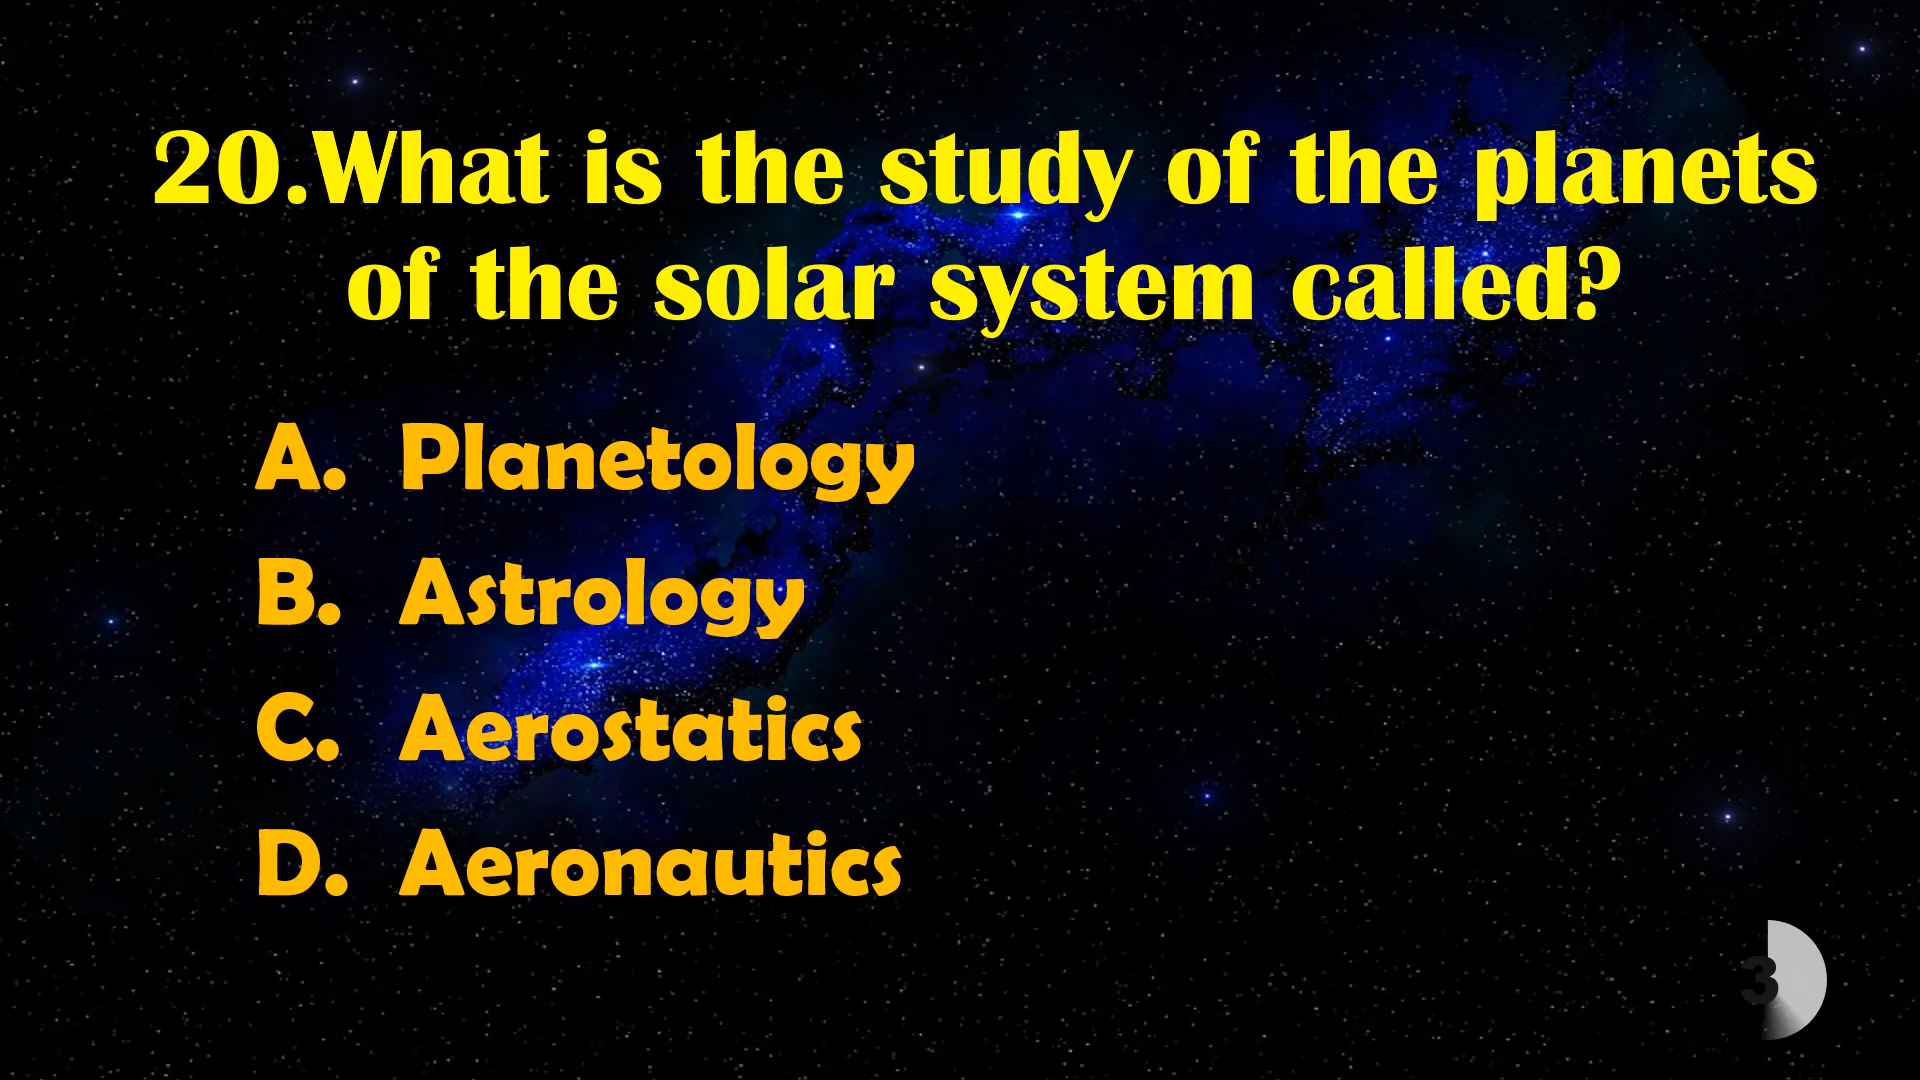 20.What is the study of the planets
of the solar system called?
A. Planetology
B. Astrology
C. Aerostatics
D. Aeronautics
3